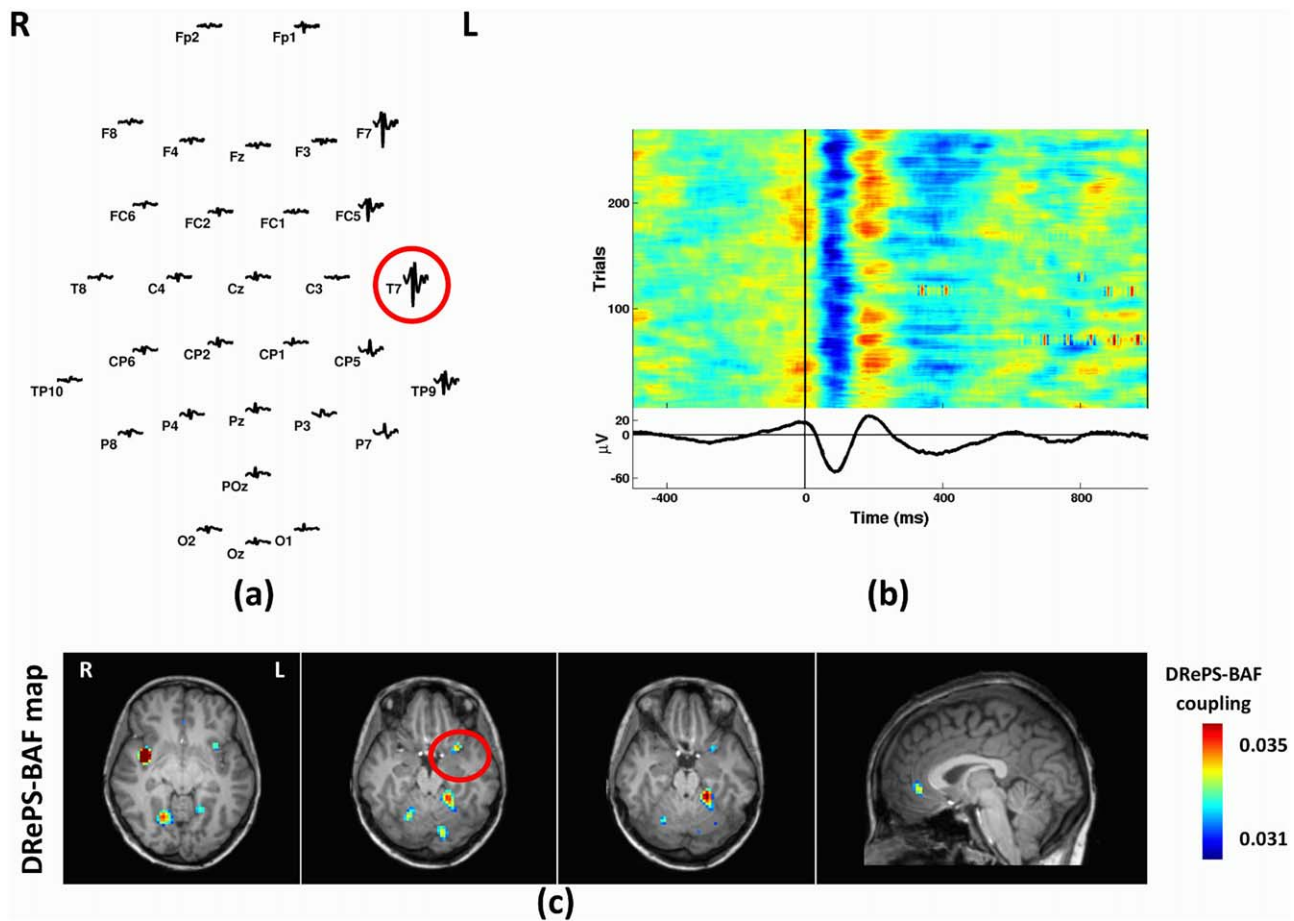 R
L
Fp2 Fp1
F8 F4 Fz F3 F7
FC6 FC2 FC1 FC5
T8 C4 Cz C3 T7
CP6 CP2 CP1 CP5
TP10 TP9
P8 P4 Pz P3 P7
POz
O2 Oz O1
(a)
Trials
200
100
20
0
-60
μV
-400 0 400 800
Time (ms)
(b)
DRePS-BAF map
R L
DRePS-BAF
coupling
0.035
0.031
(c)